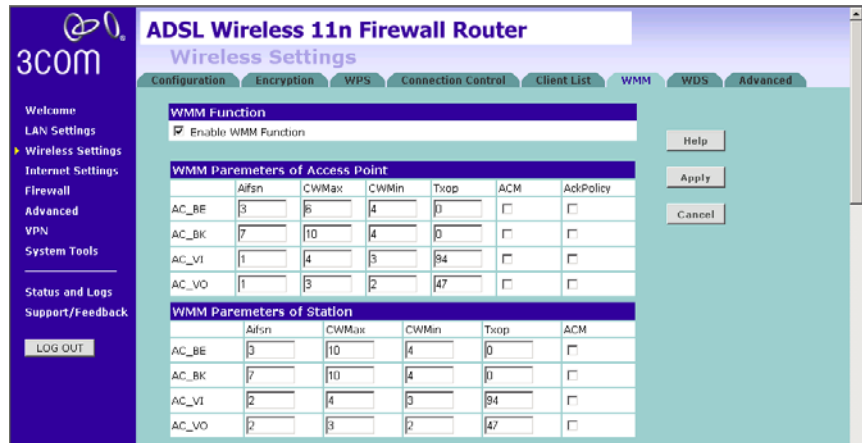 3COM
ADSL Wireless 11n Firewall Router
Wireless Settings
Configuration Encryption WPS Connection Control Client List WMM WDS Advanced
Welcome
LAN Settings
Wireless Settings
Internet Settings
Firewall
Advanced
VPN
System Tools
Status and Logs
Support/Feedback
LOG OUT
WMM Function
Enable WMM Function
WMM Paremeters of Access Point
Aifsn CWMax CWMin Txop ACM AckPolicy
AC_BE 3 6 4 0
AC_BK 7 10 4 0
AC_VI 1 4 3 94
AC_VO 1 3 2 47
WMM Paremeters of Station
Aifsn CWMax CWMin Txop ACM
AC_BE 3 10 4 0
AC_BK 7 10 4 0
AC_VI 2 4 3 94
AC_VO 2 3 2 47
Help
Apply
Cancel